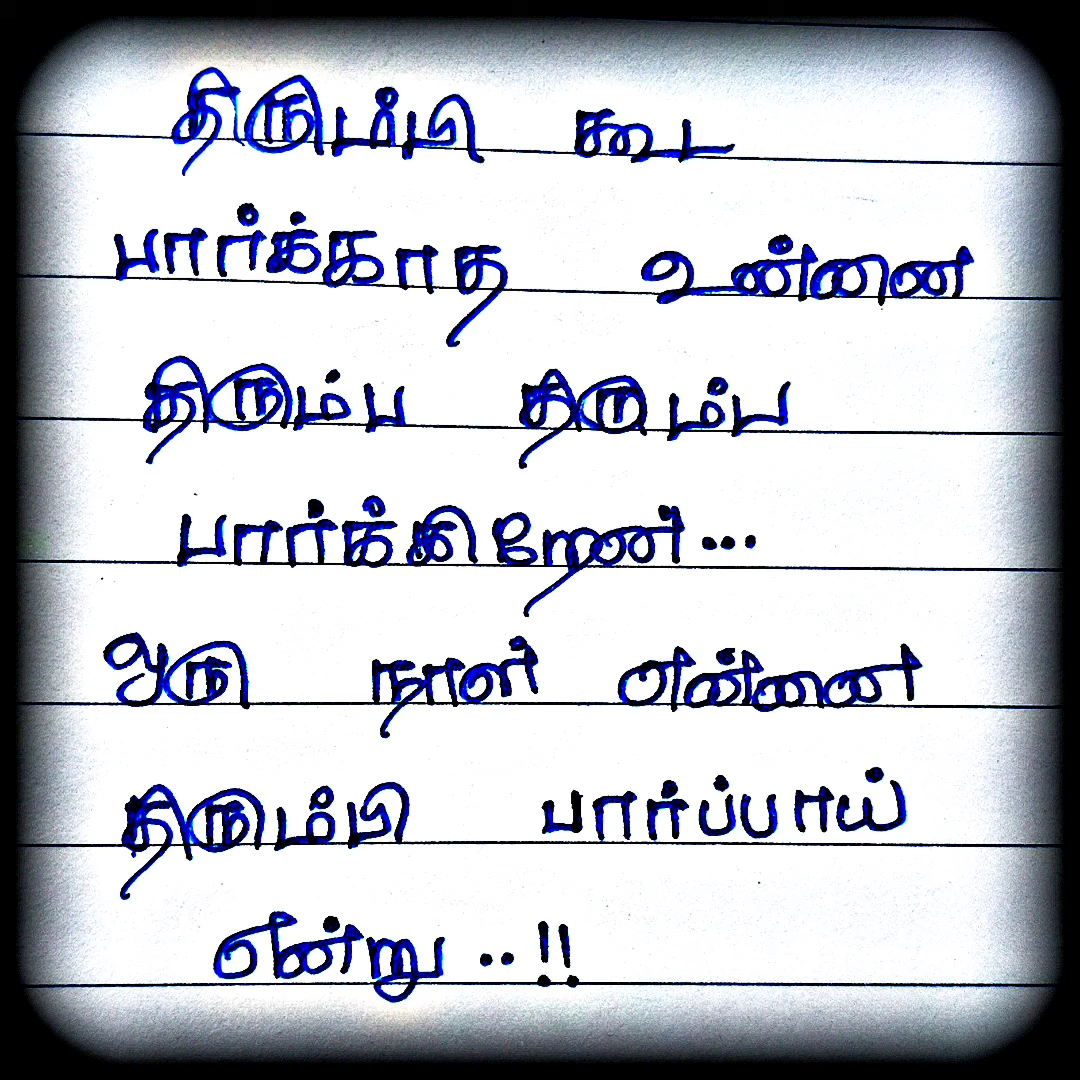 திரும்பி கூட
பார்க்காத உன்னை
திரும்ப திரும்ப
பார்க்கிறேன்...
ஒரு நாள் என்னை
திரும்பி பார்ப்பாய்
என்று ..!!